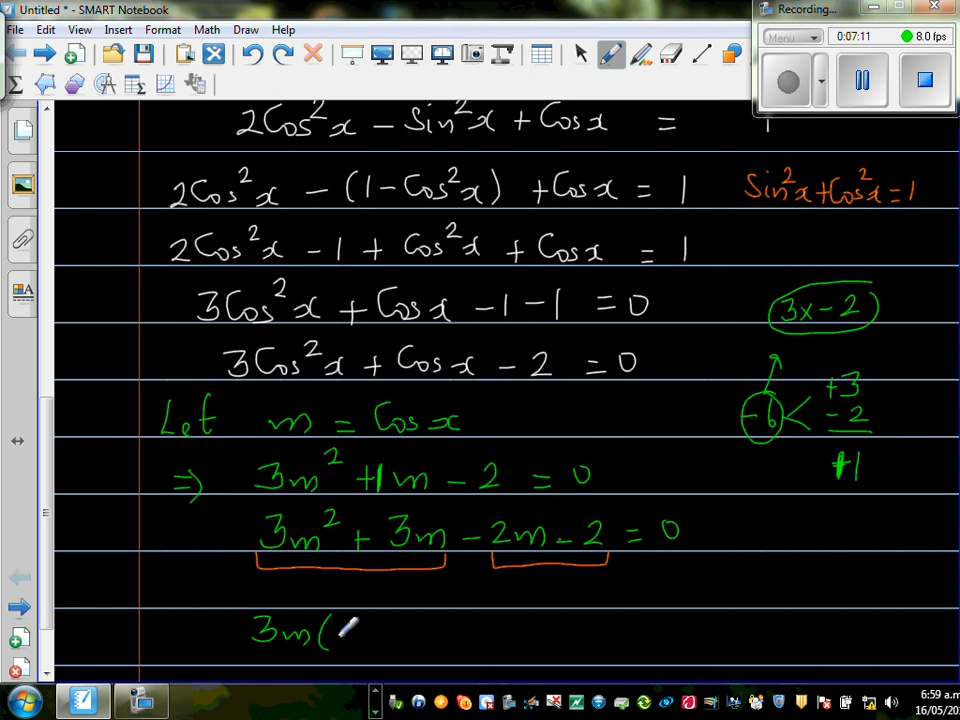 Untitled * - SMART Notebook
Recording...
File Edit View Insert Format Math Draw Help
Menu
0:07:11
8.0 fps
2Cos²x - Sin²x + Cosx = 1
2Cos²x - (1-Cos²x) + Cosx = 1
Sin²x+Cos²x=1
2Cos²x - 1 + Cos²x + Cosx = 1
3Cos²x + Cosx - 1 - 1 = 0
3x-2
3Cos²x + Cosx - 2 = 0
+3
-6 < -2
+1
Let m = Cosx
⇒ 3m² +1m - 2 = 0
3m² + 3m - 2m - 2 = 0
3m(
6:59 a.m
16/05/20